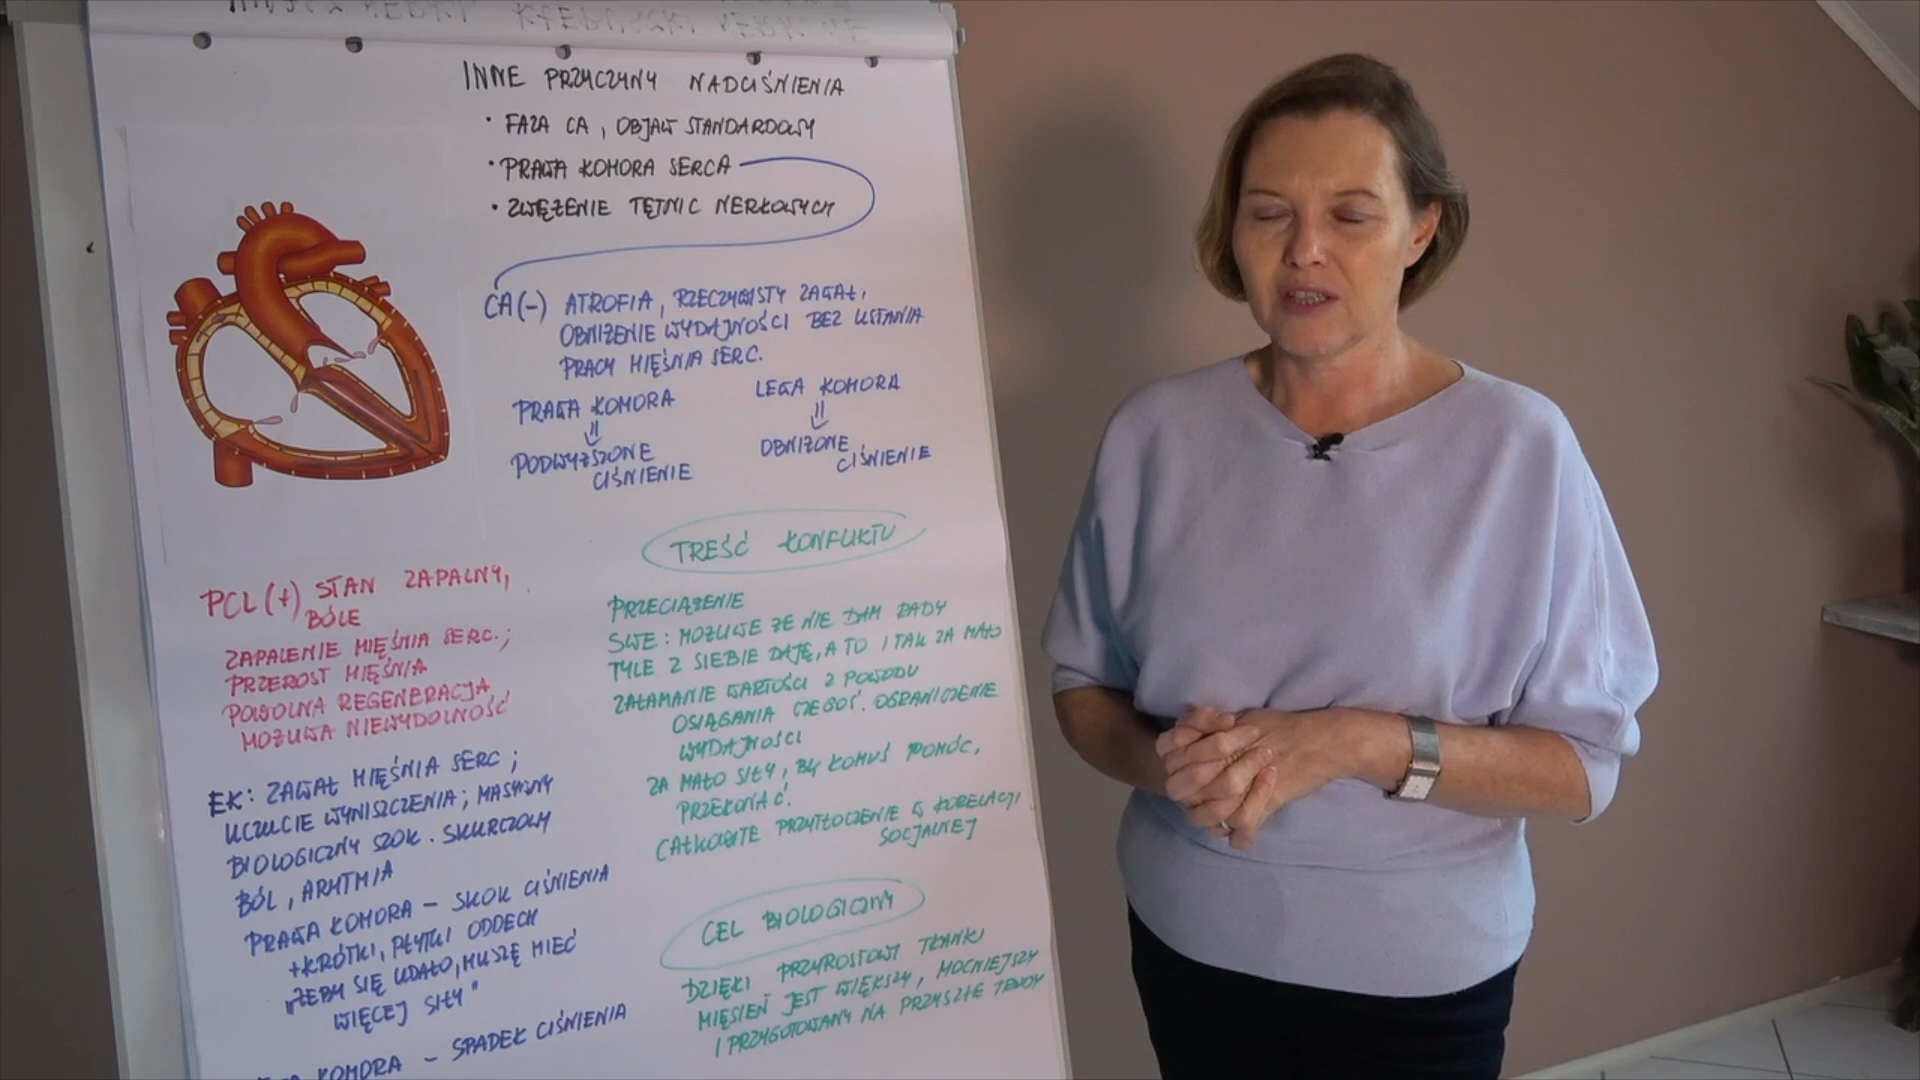 INNE PRZYCZYNY NADCIŚNIENIA
• FAZA CA, OBJAW STANDARDOWY
• PRAWA KOMORA SERCA
• ZWĘŻENIE TĘTNIC NERKOWYCH
CA(-) ATROFIA, RZECZYWISTY ZAWAŁ,
OBNIŻENIE WYDAJNOŚCI BEZ USTANIA
PRACY MIĘŚNIA SERC.
PRAWA KOMORA
PODWYŻSZONE
CIŚNIENIE
LEWA KOMORA
OBNIŻONE
CIŚNIENIE
TREŚĆ KONFLIKTU
PRZECIĄŻENIE
SWE: MOŻLIWE ŻE NIE DAM RADY
TYLE Z SIEBIE DAJĘ, A TO I TAK ZA MAŁO
ZAŁAMANIE WARTOŚCI Z POWODU
OSIĄGANIA CZEGOŚ. OGRANICZENIE
WYDAJNOŚCI
ZA MAŁO SIŁY, BY KOMUŚ POMÓC,
PRZEKONAĆ.
CAŁKOWITE PRZYTŁOCZENIE W KORELACJI
SOCJALNEJ
CEL BIOLOGICZNY
DZIĘKI PRZYROSTOWI TKANKI
MIĘSIEŃ JEST WIĘKSZY, MOCNIEJSZY
I PRZYGOTOWANY NA PRZYSZŁE TRUDY
PCL(+) STAN ZAPALNY,
BÓLE
ZAPALENIE MIĘŚNIA SERC.;
PRZEROST MIĘŚNIA
POWOLNA REGENERACJA,
MOŻLIWA NIEWYDOLNOŚĆ
EK: ZAWAŁ MIĘŚNIA SERC;
UCZUCIE WYNISZCZENIA; MASYWNY
BIOLOGICZNY SZOK. SKURCZOWY
BÓL, ARYTMIA
PRAWA KOMORA – SKOK CIŚNIENIA
+KRÓTKI, PŁYTKI ODDECH
„ŻEBY SIĘ UDAŁO, MUSZĘ MIEĆ
WIĘCEJ SIŁY"
KOMORA – SPADEK CIŚNIENIA